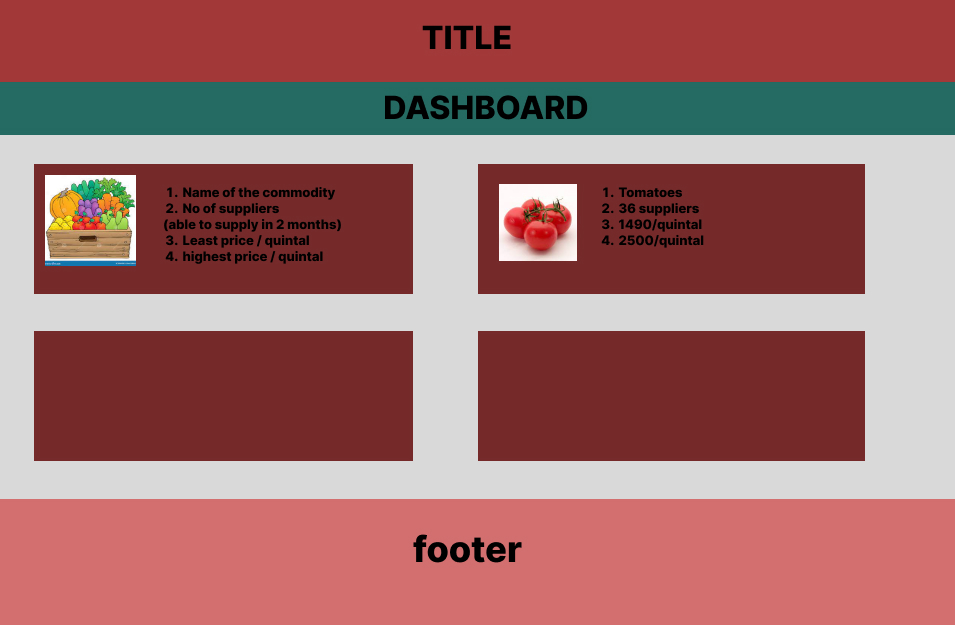 TITLE
DASHBOARD
1. Name of the commodity
2. No of suppliers
(able to supply in 2 months)
3. Least price / quintal
4. highest price / quintal
1. Tomatoes
2. 36 suppliers
3. 1490/quintal
4. 2500/quintal
footer